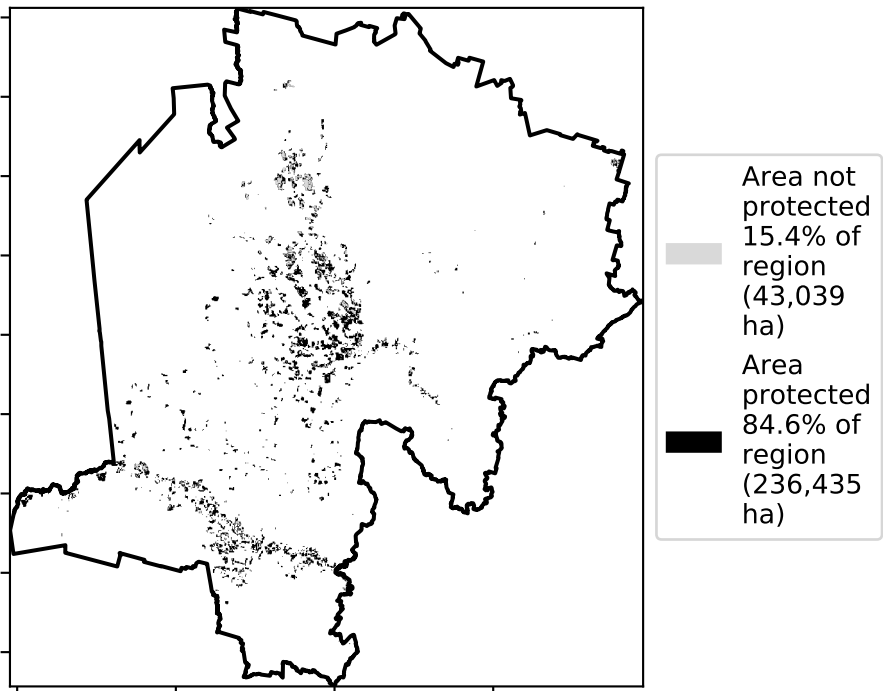 Area not
protected
15.4% of
region
(43,039
ha)
Area
protected
84.6% of
region
(236,435
ha)